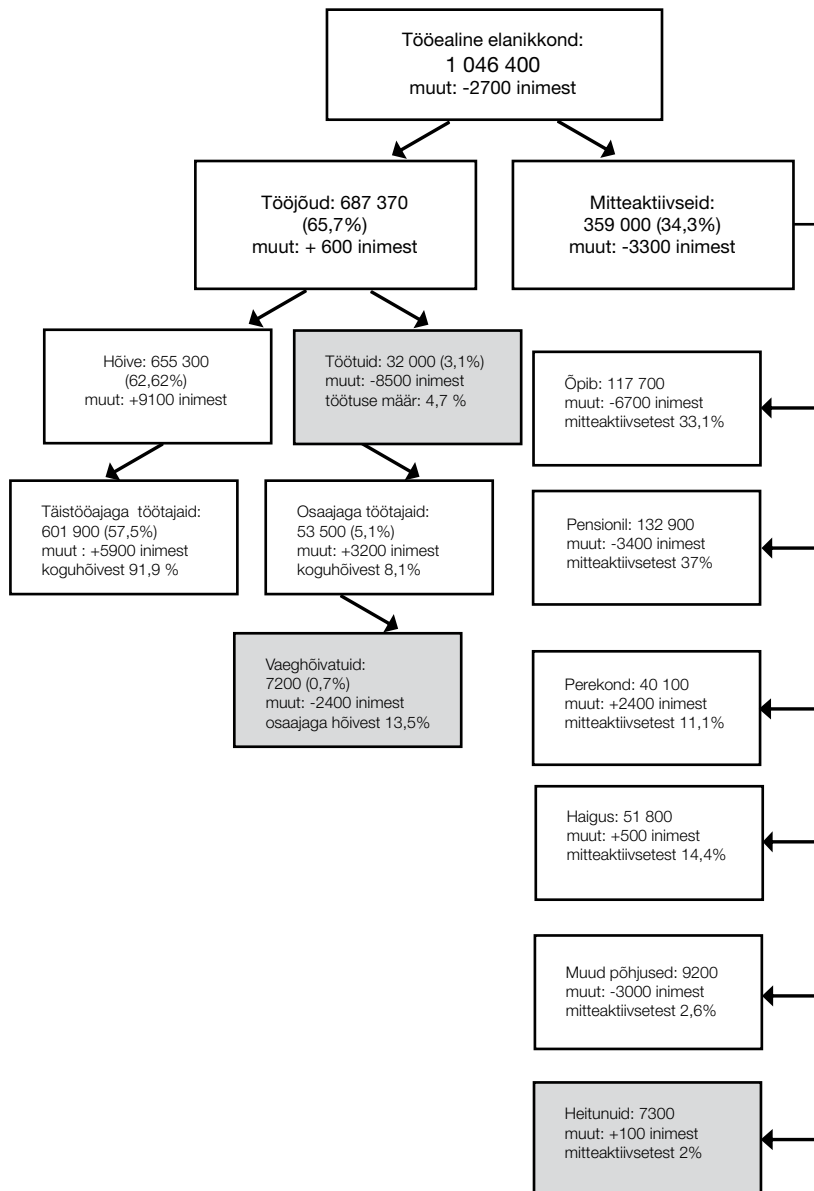 Tööealine elanikkond:
1 046 400
muut: -2700 inimest
Tööjõud: 687 370
(65,7%)
muut: + 600 inimest
Mitteaktiivseid:
359 000 (34,3%)
muut: -3300 inimest
Hõive: 655 300
(62,62%)
muut: +9100 inimest
Töötuid: 32 000 (3,1%)
muut: -8500 inimest
töötuse määr: 4,7 %
Õpib: 117 700
muut: -6700 inimest
mitteaktiivsetest 33,1%
Täistööajaga töötajaid:
601 900 (57,5%)
muut : +5900 inimest
koguhõivest 91,9 %
Osaajaga töötajaid:
53 500 (5,1%)
muut: +3200 inimest
koguhõivest 8,1%
Pensionil: 132 900
muut: -3400 inimest
mitteaktiivsetest 37%
Vaeghõivatuid:
7200 (0,7%)
muut: -2400 inimest
osaajaga hõivest 13,5%
Perekond: 40 100
muut: +2400 inimest
mitteaktiivsetest 11,1%
Haigus: 51 800
muut: +500 inimest
mitteaktiivsetest 14,4%
Muud põhjused: 9200
muut: -3000 inimest
mitteaktiivsetest 2,6%
Heitunuid: 7300
muut: +100 inimest
mitteaktiivsetest 2%